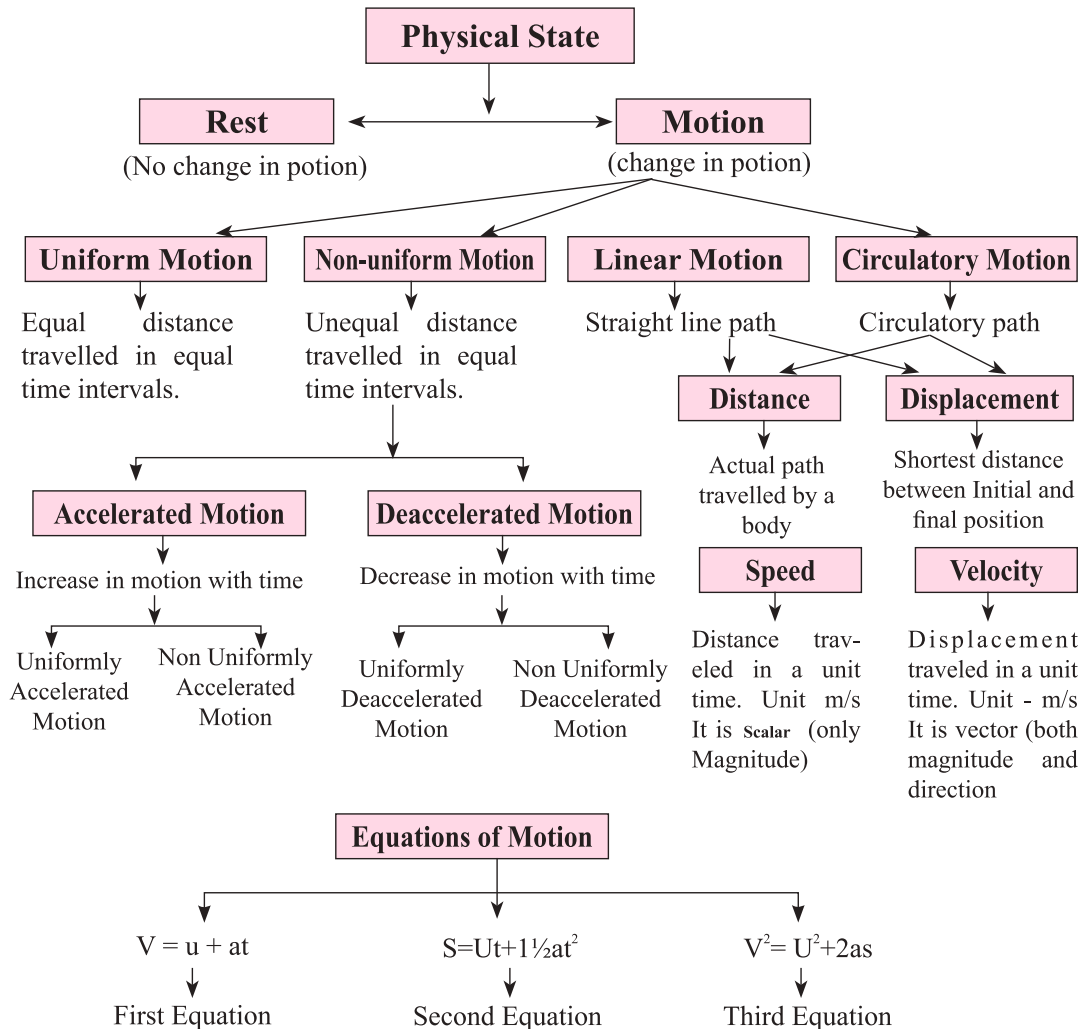 Physical State
Rest
Motion
(No change in potion)
(change in potion)
Uniform Motion
Non-uniform Motion
Linear Motion
Circulatory Motion
Equal distance
travelled in equal
time intervals.
Unequal distance
travelled in equal
time intervals.
Straight line path
Circulatory path
Distance
Displacement
Actual path
travelled by a
body
Shortest distance
between Initial and
final position
Accelerated Motion
Deaccelerated Motion
Increase in motion with time
Decrease in motion with time
Uniformly
Accelerated
Motion
Non Uniformly
Accelerated
Motion
Uniformly
Deaccelerated
Motion
Non Uniformly
Deaccelerated
Motion
Speed
Velocity
Distance trav-
eled in a unit
time. Unit m/s
It is Scalar (only
Magnitude)
Displacement
traveled in a unit
time. Unit - m/s
It is vector (both
magnitude and
direction
Equations of Motion
V = u + at
S=Ut+1½at²
V²= U²+2as
First Equation
Second Equation
Third Equation